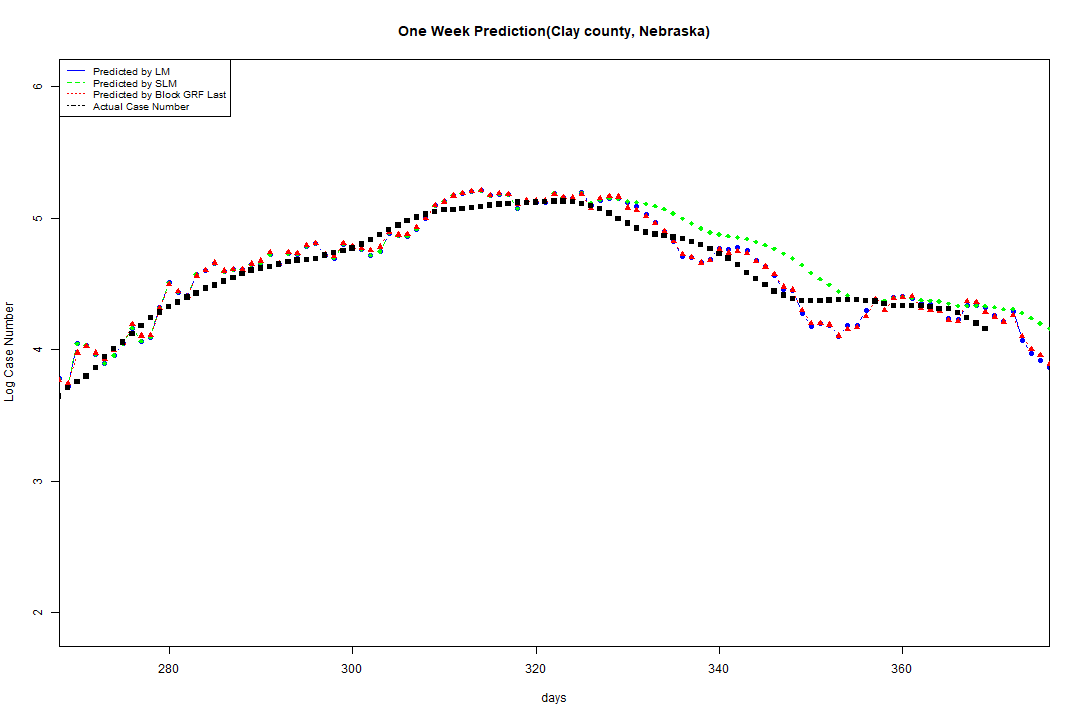 One Week Prediction(Clay county, Nebraska)
Predicted by LM
Predicted by SLM
Predicted by Block GRF Last
Actual Case Number
6
5
4
3
2
Log Case Number
280 300 320 340 360
days